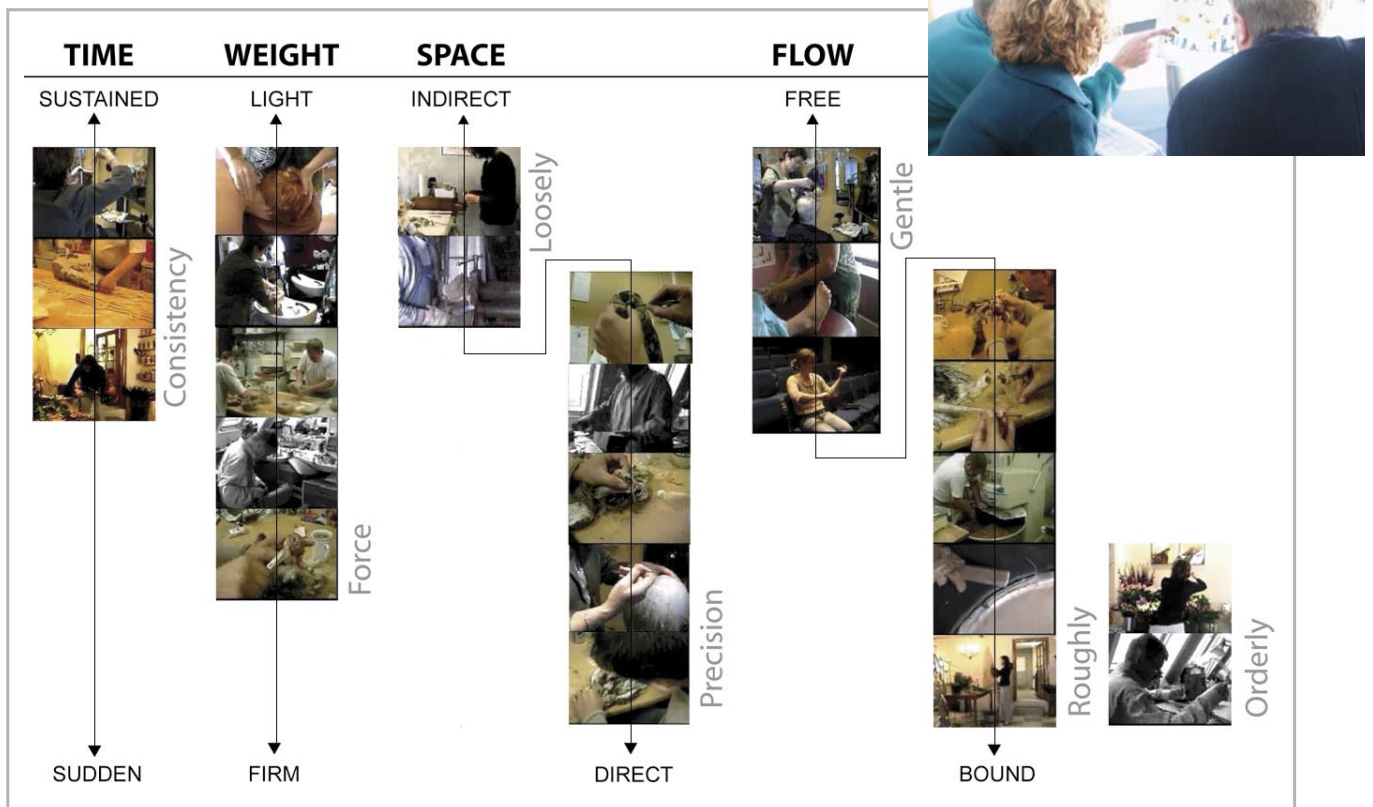 TIME WEIGHT SPACE FLOW
SUSTAINED LIGHT INDIRECT FREE
Consistency
Force
Loosely
Precision
Gentle
Roughly
Orderly
SUDDEN FIRM DIRECT BOUND